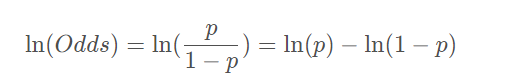 ln(Odds) = ln(p/(1 − p)) = ln(p) − ln(1 − p)